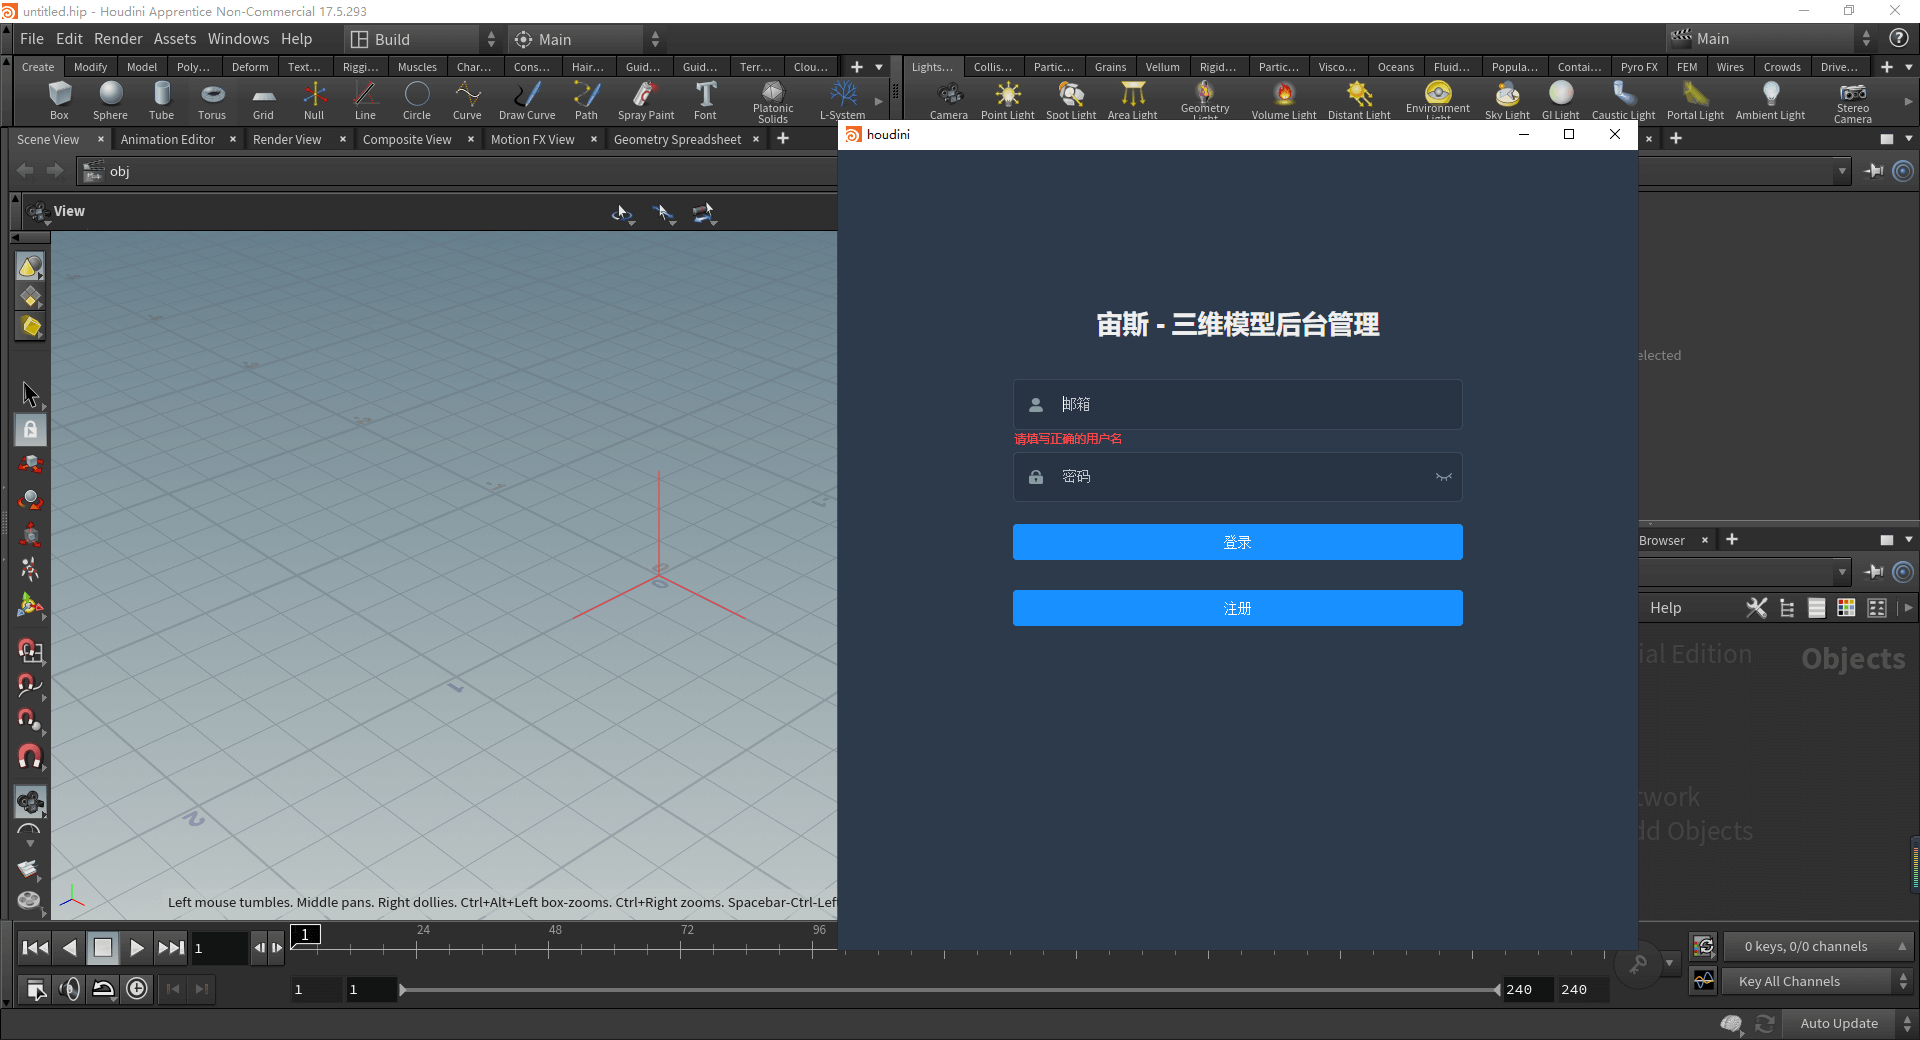 untitled.hip - Houdini Apprentice Non-Commercial 17.5.293
File Edit Render Assets Windows Help Build Main Main
Create Modify Model Poly... Deform Text... Riggi... Muscles Char... Cons... Hair... Guid... Guid... Terr... Clou...
Lights... Collis... Partic... Grains Vellum Rigid... Partic... Visco... Oceans Fluid... Popula... Contai... Pyro FX FEM Wires Crowds Drive...
Box Sphere Tube Torus Grid Null Line Circle Curve Draw Curve Path Spray Paint Font Platonic Solids L-System
Camera Point Light Spot Light Area Light Geometry Light Volume Light Distant Light Environment Light Sky Light GI Light Caustic Light Portal Light Ambient Light Stereo Camera
Scene View Animation Editor Render View Composite View Motion FX View Geometry Spreadsheet
houdini
obj
View
宙斯 - 三维模型后台管理
elected
邮箱
请填写正确的用户名
密码
登录
Browser
注册
Help
ial Edition Objects
twork
dd Objects
Left mouse tumbles. Middle pans. Right dollies. Ctrl+Alt+Left box-zooms. Ctrl+Right zooms. Spacebar-Ctrl-Lef
1 1 24 48 72 96
0 keys, 0/0 channels
1 1 240 240
Key All Channels
Auto Update